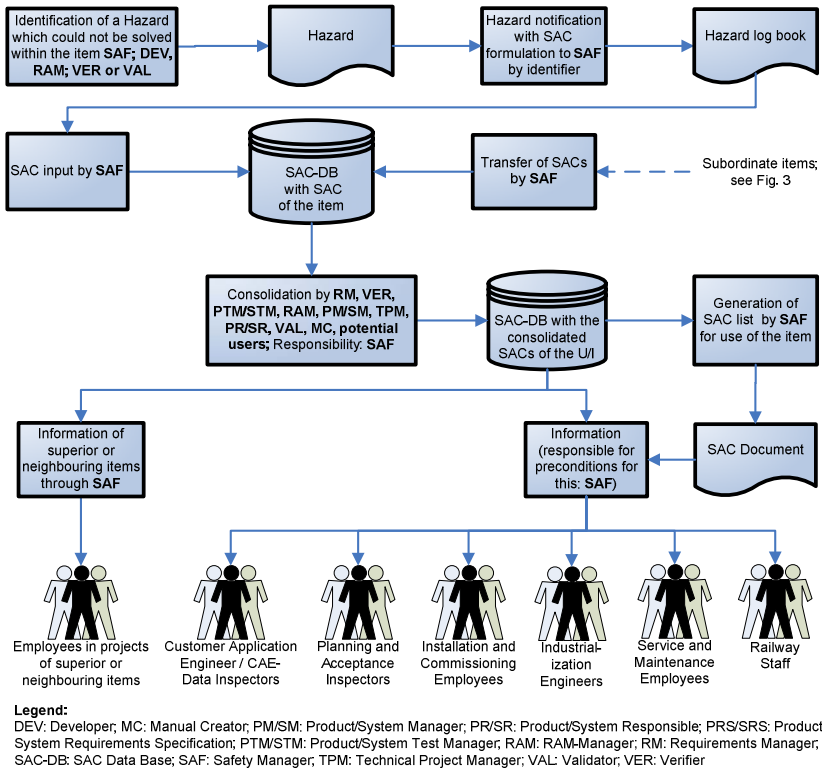 Identification of a Hazard
which could not be solved
within the item SAF; DEV,
RAM; VER or VAL
Hazard
Hazard notification
with SAC
formulation to SAF
by identifier
Hazard log book
SAC input by SAF
SAC-DB
with SAC
of the item
Transfer of SACs
by SAF
Subordinate items;
see Fig. 3
Consolidation by RM, VER,
PTM/STM, RAM, PM/SM, TPM,
PR/SR, VAL, MC, potential
users; Responsibility: SAF
SAC-DB with the
consolidated
SACs of the U/I
Generation of
SAC list by SAF
for use of the item
Information of
superior or
neighbouring items
through SAF
Information
(responsible for
preconditions for
this: SAF)
SAC Document
Employees in projects
of superior or
neighbouring items
Customer Application
Engineer / CAE-
Data Inspectors
Planning and
Acceptance
Inspectors
Installation and
Commissioning
Employees
Industrial-
ization
Engineers
Service and
Maintenance
Employees
Railway
Staff
Legend:
DEV: Developer; MC: Manual Creator; PM/SM: Product/System Manager; PR/SR: Product/System Responsible; PRS/SRS: Product
System Requirements Specification; PTM/STM: Product/System Test Manager; RAM: RAM-Manager; RM: Requirements Manager;
SAC-DB: SAC Data Base; SAF: Safety Manager; TPM: Technical Project Manager; VAL: Validator; VER: Verifier